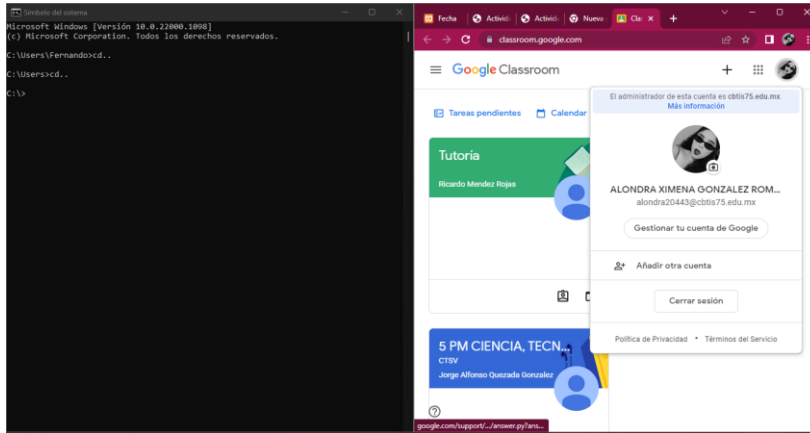 Símbolo del sistema
Microsoft Windows [Versión 10.0.22000.1098]
(c) Microsoft Corporation. Todos los derechos reservados.
C:\Users\Fernando>cd..
C:\Users>cd..
C:\>
Fecha
Activid
Activid
Nueva
Cla
classroom.google.com
Google Classroom
Tareas pendientes
Calendar
Tutoria
Ricardo Mendez Rojas
5 PM CIENCIA, TECN...
CTSV
Jorge Alfonso Quezada Gonzalez
google.com/support/.../answer.py?ans...
El administrador de esta cuenta es cbtis75.edu.mx.
Más información
ALONDRA XIMENA GONZALEZ ROM...
alondra20443@cbtis75.edu.mx
Gestionar tu cuenta de Google
Añadir otra cuenta
Cerrar sesión
Política de Privacidad • Términos del Servicio